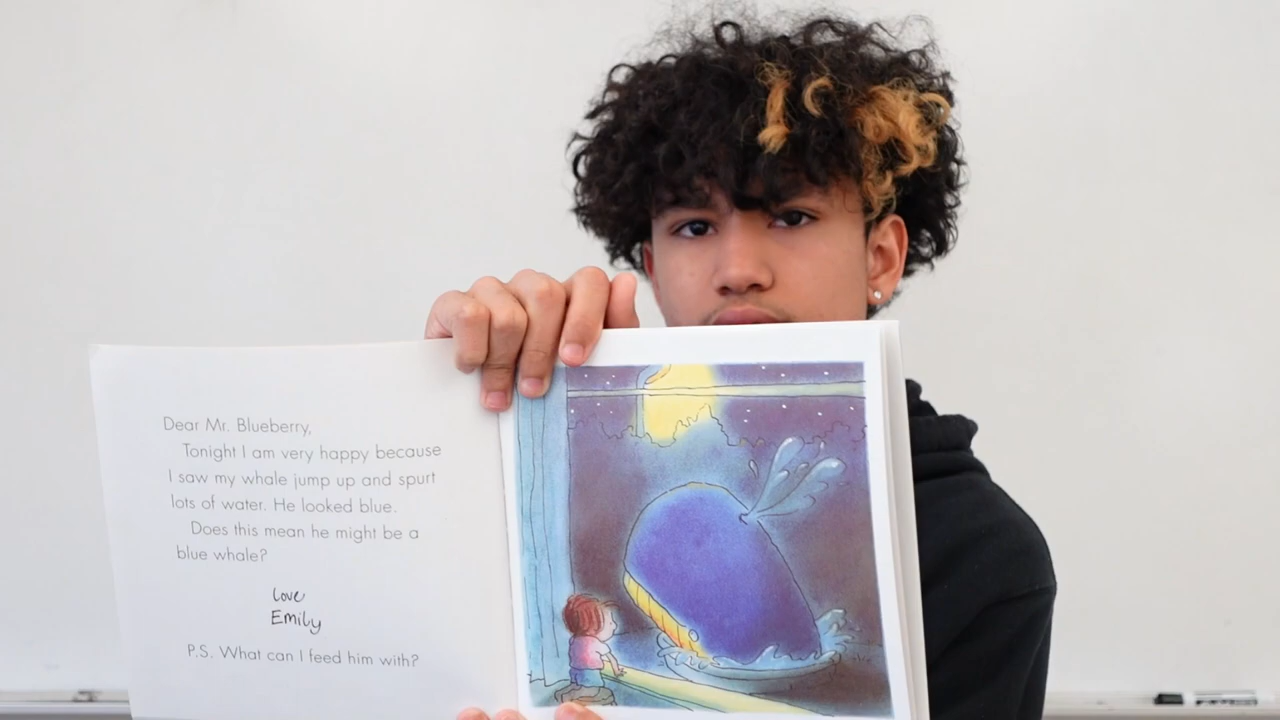 Dear Mr. Blueberry,
Tonight I am very happy because
I saw my whale jump up and spurt
lots of water. He looked blue.
Does this mean he might be a
blue whale?
love
Emily
P.S. What can I feed him with?